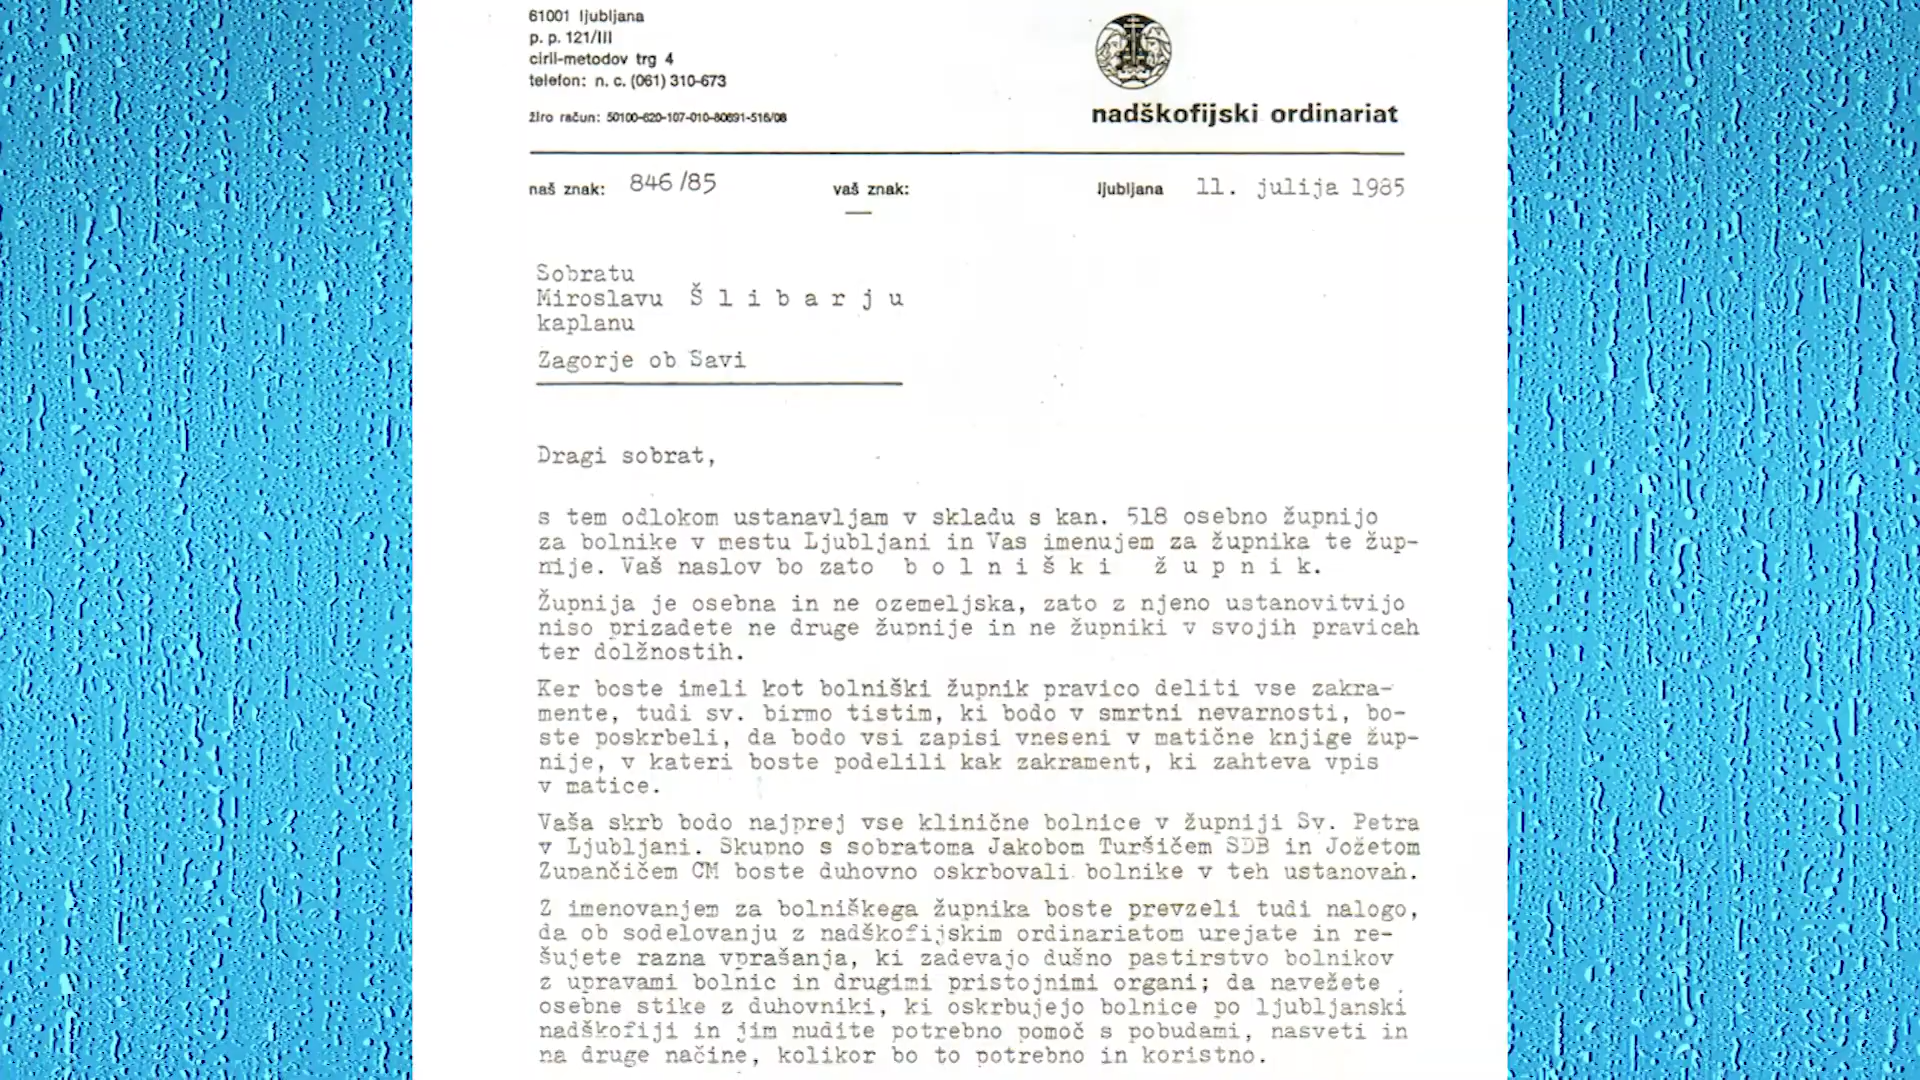 61001 ljubljana
p. p. 121/III
ciril-metodov trg 4
telefon: n. c. (061) 310-673
žiro račun: 50100-620-107-010-80691-516/08
nadškofijski ordinariat
naš znak: 846/85 vaš znak: ljubljana 11. julija 1985
Sobratu
Miroslavu Šlibarju
kaplanu
Zagorje ob Savi
Dragi sobrat,
s tem odlokom ustanavljam v skladu s kan. 518 osebno župnijo
za bolnike v mestu Ljubljani in Vas imenujem za župnika te žup-
nije. Vaš naslov bo zato bolniški župnik.
Župnija je osebna in ne ozemeljska, zato z njeno ustanovitvijo
niso prizadete ne druge župnije in ne župniki v svojih pravicah
ter dolžnostih.
Ker boste imeli kot bolniški župnik pravico deliti vse zakra-
mente, tudi sv. birmo tistim, ki bodo v smrtni nevarnosti, bo-
ste poskrbeli, da bodo vsi zapisi vneseni v matične knjige žup-
nije, v kateri boste podelili kak zakrament, ki zahteva vpis
v matice.
Vaša skrb bodo najprej vse klinične bolnice v župniji Sv. Petra
v Ljubljani. Skupno s sobratoma Jakobom Turšičem SDB in Jožetom
Zupančičem CM boste duhovno oskrbovali bolnike v teh ustanovah.
Z imenovanjem za bolniškega župnika boste prevzeli tudi nalogo,
da ob sodelovanju z nadškofijskim ordinariatom urejate in re-
šujete razna vprašanja, ki zadevajo dušno pastirstvo bolnikov
z upravami bolnic in drugimi pristojnimi organi; da navežete
osebne stike z duhovniki, ki oskrbujejo bolnice po ljubljanski
nadškofiji in jim nudite potrebno pomoč s pobudami, nasveti in
na druge načine, kolikor bo to potrebno in koristno.